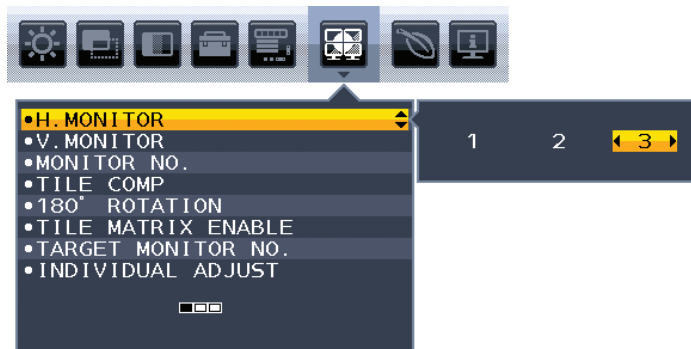 •H.MONITOR
1 2 3
•V.MONITOR
•MONITOR NO.
•TILE COMP
•180° ROTATION
•TILE MATRIX ENABLE
•TARGET MONITOR NO.
•INDIVIDUAL ADJUST